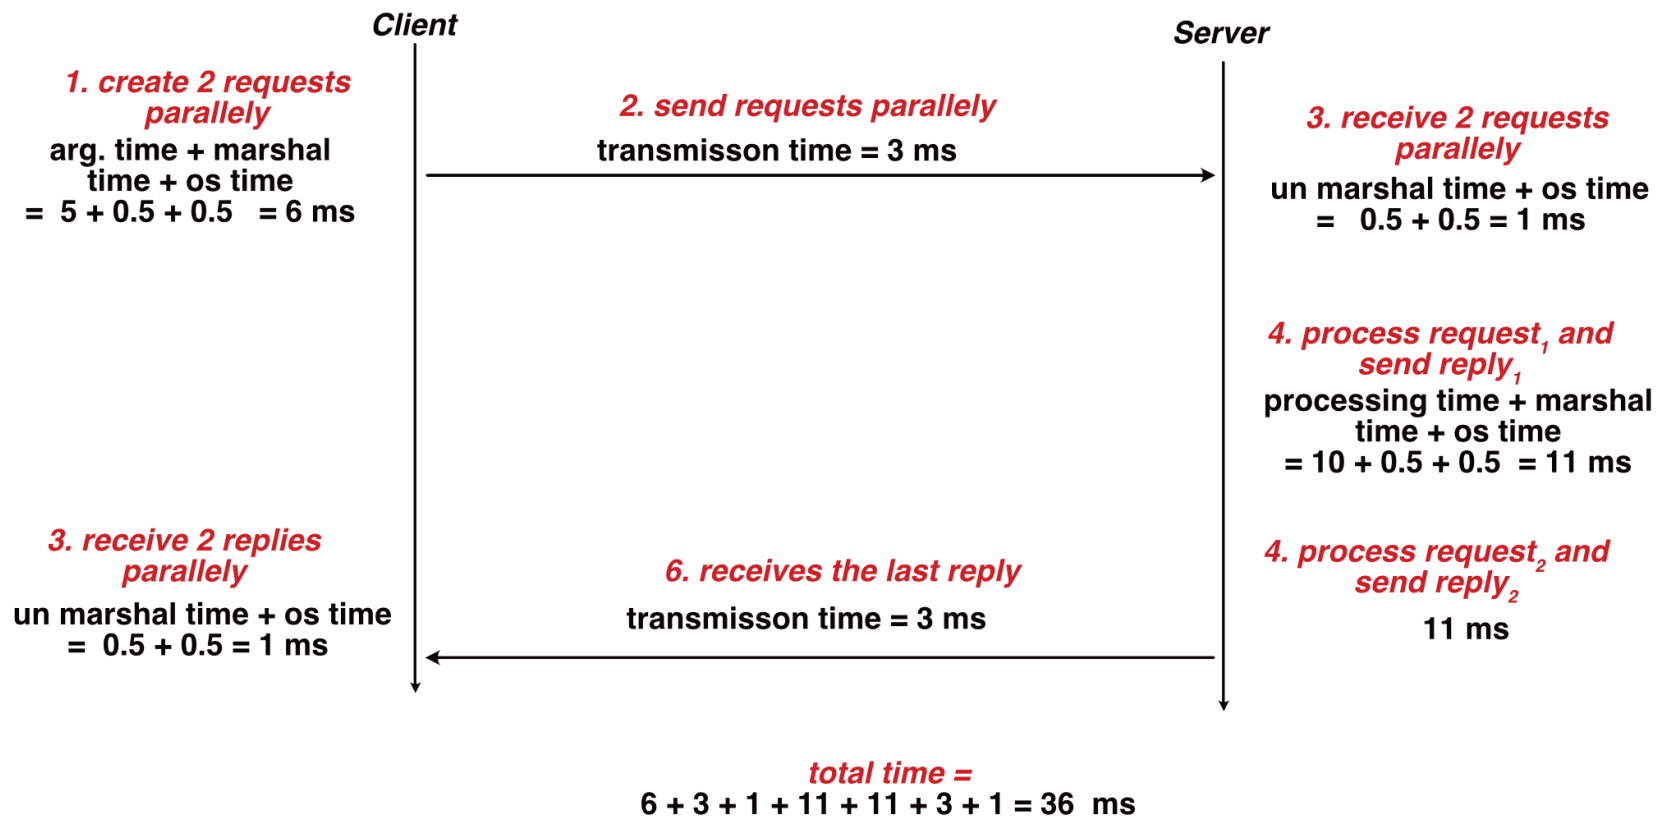 Client
Server
1. create 2 requests
parallely
arg. time + marshal
time + os time
= 5 + 0.5 + 0.5 = 6 ms
2. send requests parallely
transmisson time = 3 ms
3. receive 2 requests
parallely
un marshal time + os time
= 0.5 + 0.5 = 1 ms
4. process request1 and
send reply1
processing time + marshal
time + os time
= 10 + 0.5 + 0.5 = 11 ms
4. process request2 and
send reply2
11 ms
6. receives the last reply
transmisson time = 3 ms
3. receive 2 replies
parallely
un marshal time + os time
= 0.5 + 0.5 = 1 ms
total time =
6 + 3 + 1 + 11 + 11 + 3 + 1 = 36 ms